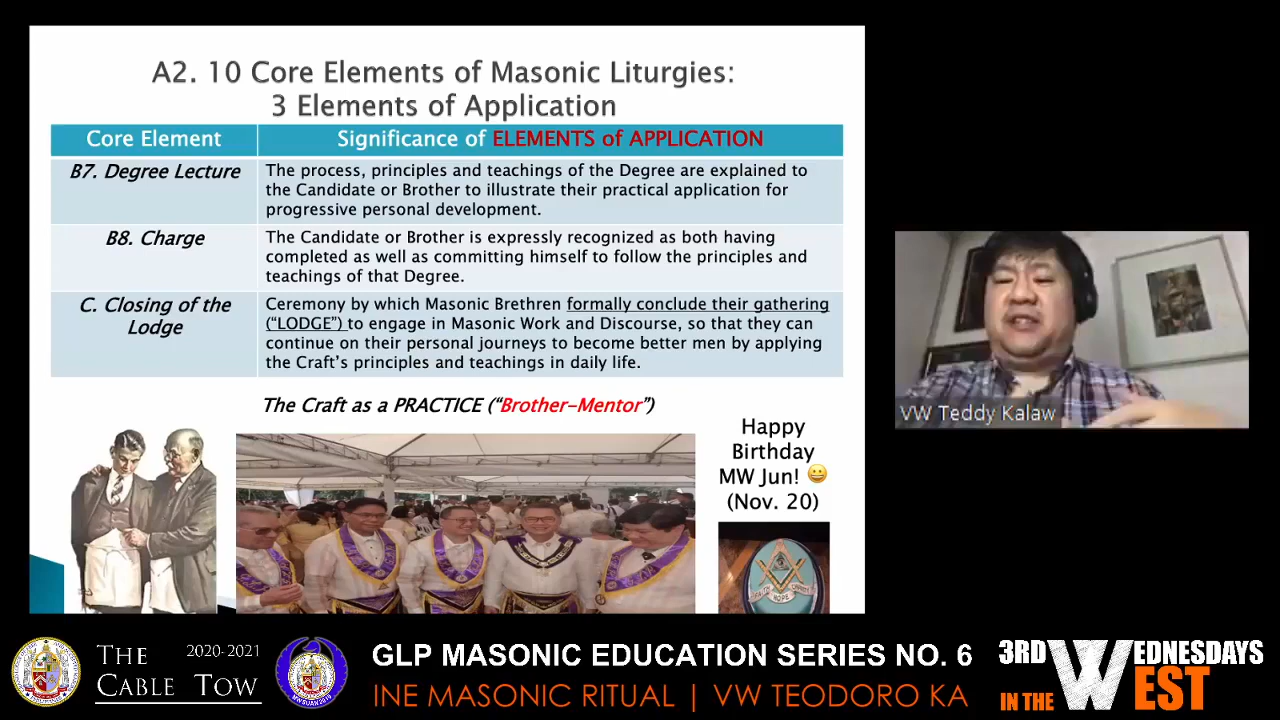 A2. 10 Core Elements of Masonic Liturgies:
3 Elements of Application
Core Element
Significance of ELEMENTS of APPLICATION
B7. Degree Lecture
The process, principles and teachings of the Degree are explained to
the Candidate or Brother to illustrate their practical application for
progressive personal development.
B8. Charge
The Candidate or Brother is expressly recognized as both having
completed as well as committing himself to follow the principles and
teachings of that Degree.
C. Closing of the
Lodge
Ceremony by which Masonic Brethren formally conclude their gathering
("LODGE") to engage in Masonic Work and Discourse, so that they can
continue on their personal journeys to become better men by applying
the Craft's principles and teachings in daily life.
The Craft as a PRACTICE ("Brother-Mentor")
Happy
Birthday
MW Jun! 😀
(Nov. 20)
HOPE
VW Teddy Kalaw
THE
CABLE TOW
2020-2021
GLP MASONIC EDUCATION SERIES NO. 6
INE MASONIC RITUAL | VW TEODORO KA
3RD WEDNESDAYS
IN THE WEST